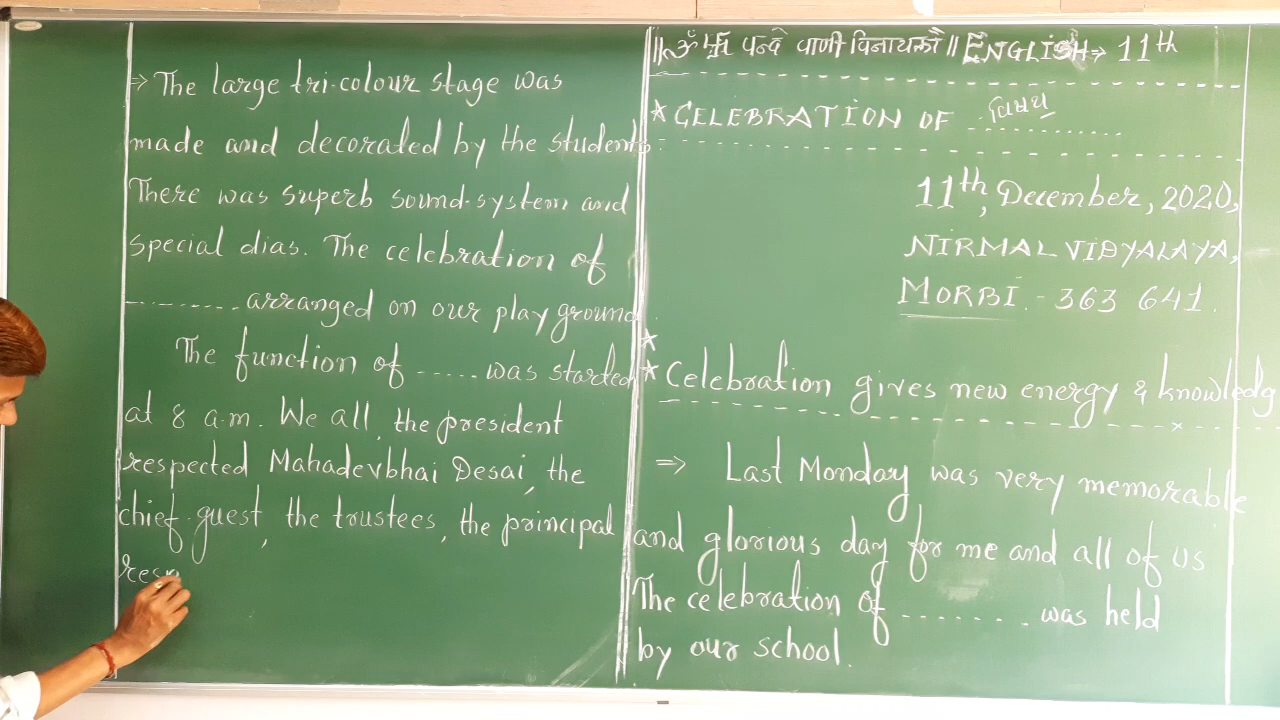 ॥ ૐ 卐 वन्दे वाणी विनायकौ ॥ ENGLISH → 11th
* CELEBRATION OF ............
વિષય
11th, December, 2020,
NIRMAL VIDYALAYA,
MORBI. - 363 641.
* Celebration gives new energy & knowledg
⇒ Last Monday was very memorable
and glorious day for me and all of us
The celebration of ........ was held
by our school.
⇒ The large tri-colour stage was
made and decorated by the students.
There was superb sound-system and
special dias. The celebration of
......... arranged on our play ground.
The function of ..... was started
at 8 a.m. We all, the president
respected Mahadevbhai Desai, the
chief-guest, the trustees, the principal
resp